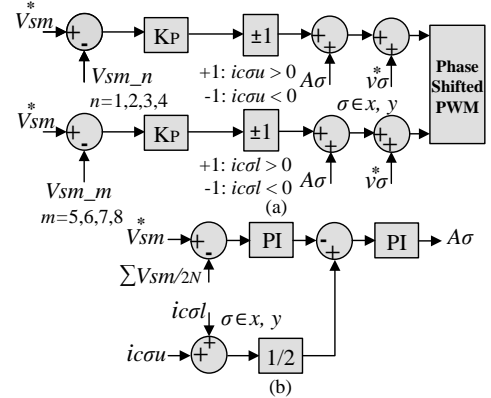 *
Vsm
+
-
KP
±1
+
+
+
+
Phase
Shifted
PWM
Vsm_n
n=1,2,3,4
+1: icσu > 0
-1: icσu < 0
Aσ
*
vσ
*
Vsm
σ∈x, y
+
-
KP
±1
+
+
+
+
Vsm_m
m=5,6,7,8
+1: icσl > 0
-1: icσl < 0
Aσ
*
vσ
(a)
*
Vsm
+
-
PI
-
+
PI
Aσ
∑Vsm/2N
icσl
σ∈x, y
icσu
+
+
1/2
(b)